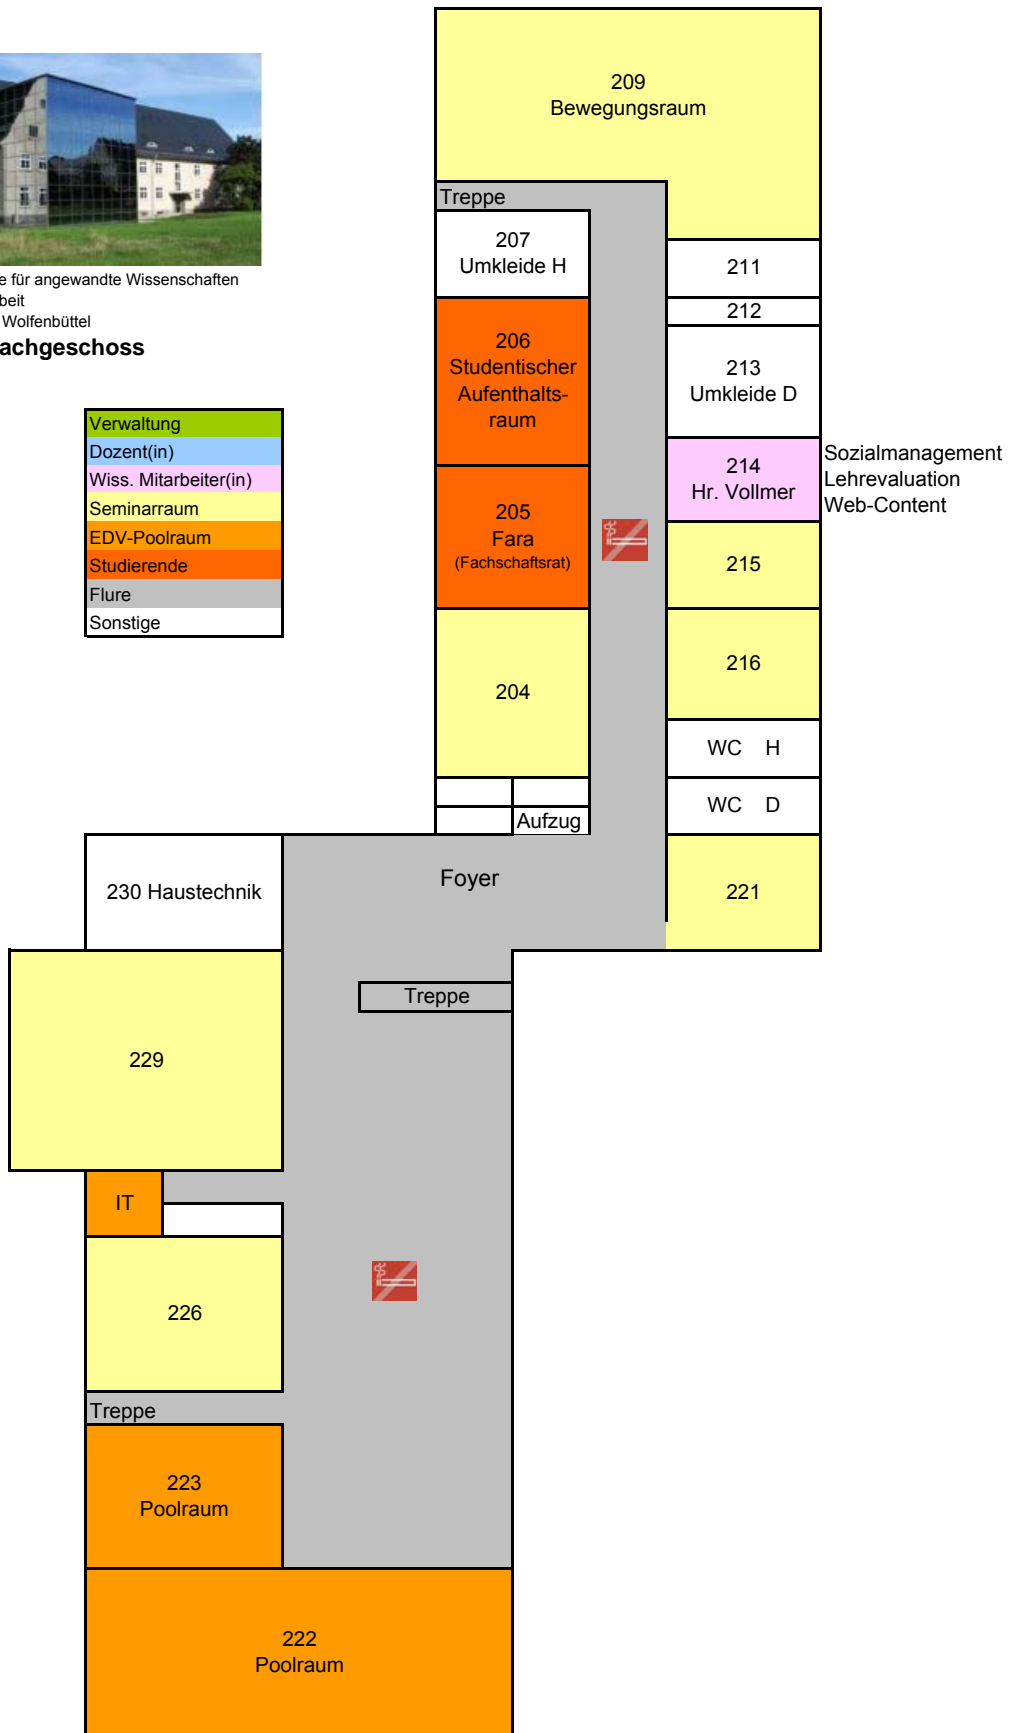 209
Bewegungsraum
Treppe
207
Umkleide H
211
212
206
Studentischer
Aufenthalts-
raum
213
Umkleide D
214
Hr. Vollmer
Sozialmanagement
Lehrevaluation
Web-Content
205
Fara
(Fachschaftsrat)
215
204
216
WC H
WC D
Aufzug
221
Foyer
230 Haustechnik
Treppe
229
IT
226
Treppe
223
Poolraum
222
Poolraum
e für angewandte Wissenschaften
beit
Wolfenbüttel
achgeschoss
Verwaltung
Dozent(in)
Wiss. Mitarbeiter(in)
Seminarraum
EDV-Poolraum
Studierende
Flure
Sonstige